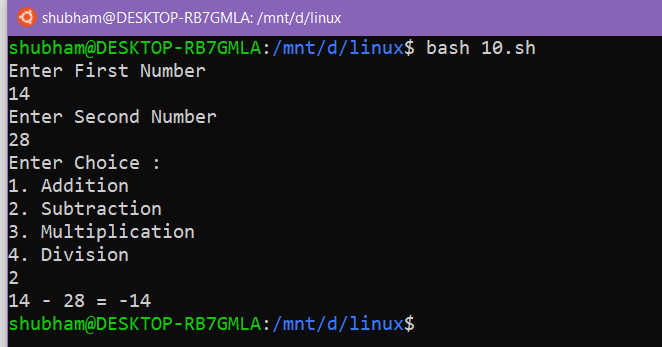 shubham@DESKTOP-RB7GMLA: /mnt/d/linux
shubham@DESKTOP-RB7GMLA:/mnt/d/linux$ bash 10.sh
Enter First Number
14
Enter Second Number
28
Enter Choice :
1. Addition
2. Subtraction
3. Multiplication
4. Division
2
14 - 28 = -14
shubham@DESKTOP-RB7GMLA:/mnt/d/linux$